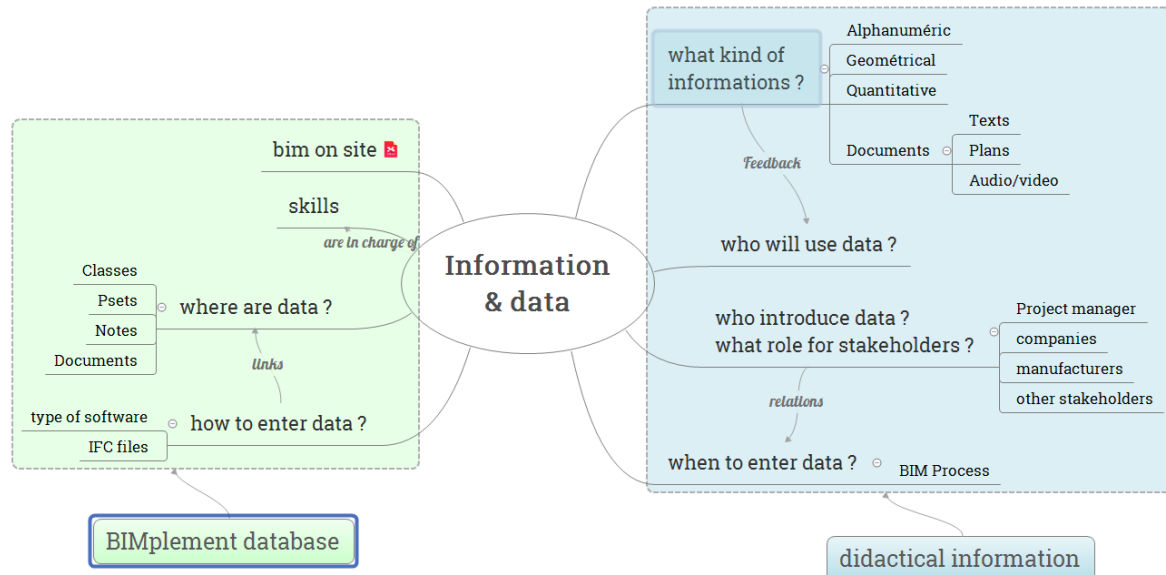 Information
& data
bim on site
skills
are in charge of
where are data ?
Classes
Psets
Notes
Documents
links
how to enter data ?
type of software
IFC files
BIMplement database
what kind of
informations ?
Alphanuméric
Geométrical
Quantitative
Documents
Texts
Plans
Audio/video
Feedback
who will use data ?
who introduce data ?
what role for stakeholders ?
Project manager
companies
manufacturers
other stakeholders
relations
when to enter data ?
BIM Process
didactical information